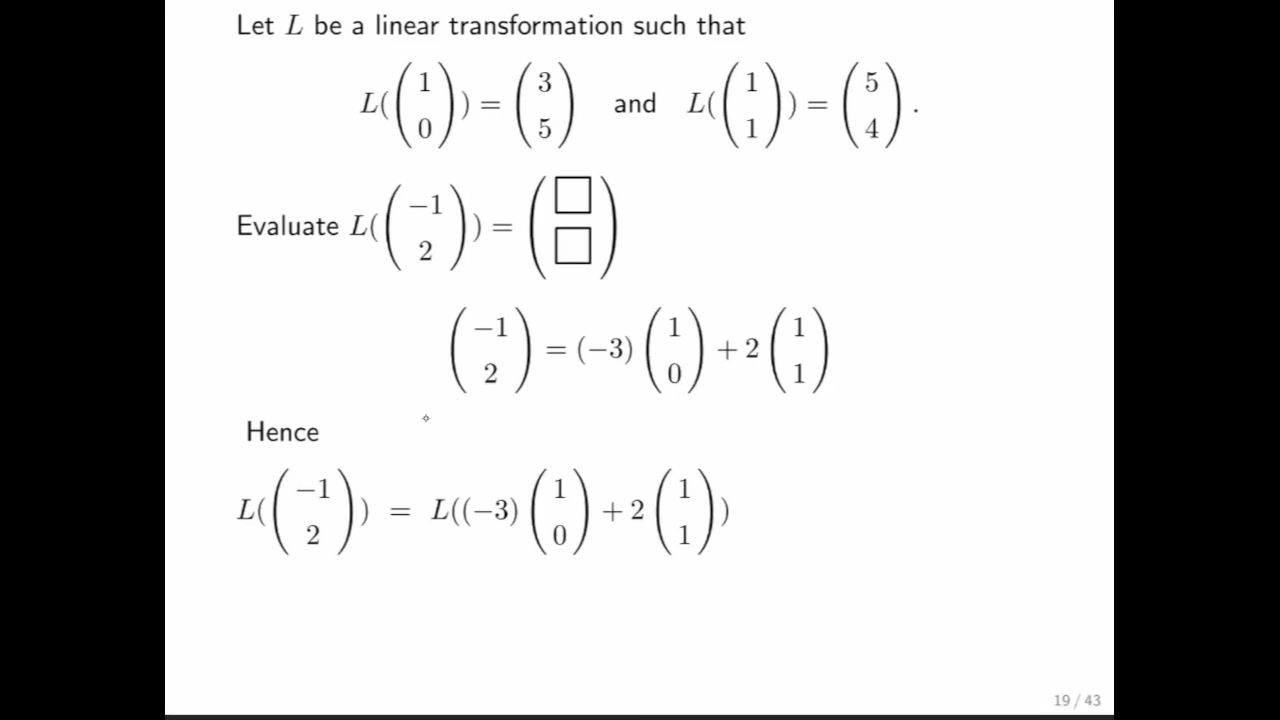 Let L be a linear transformation such that
L( ( 1 0 ) ) = ( 3 5 ) and L( ( 1 1 ) ) = ( 5 4 ) .
Evaluate L( ( −1 2 ) ) = ( □ □ )
( −1 2 ) = (−3) ( 1 0 ) + 2 ( 1 1 )
Hence
L( ( −1 2 ) ) = L((−3) ( 1 0 ) + 2 ( 1 1 ) )
19 / 43